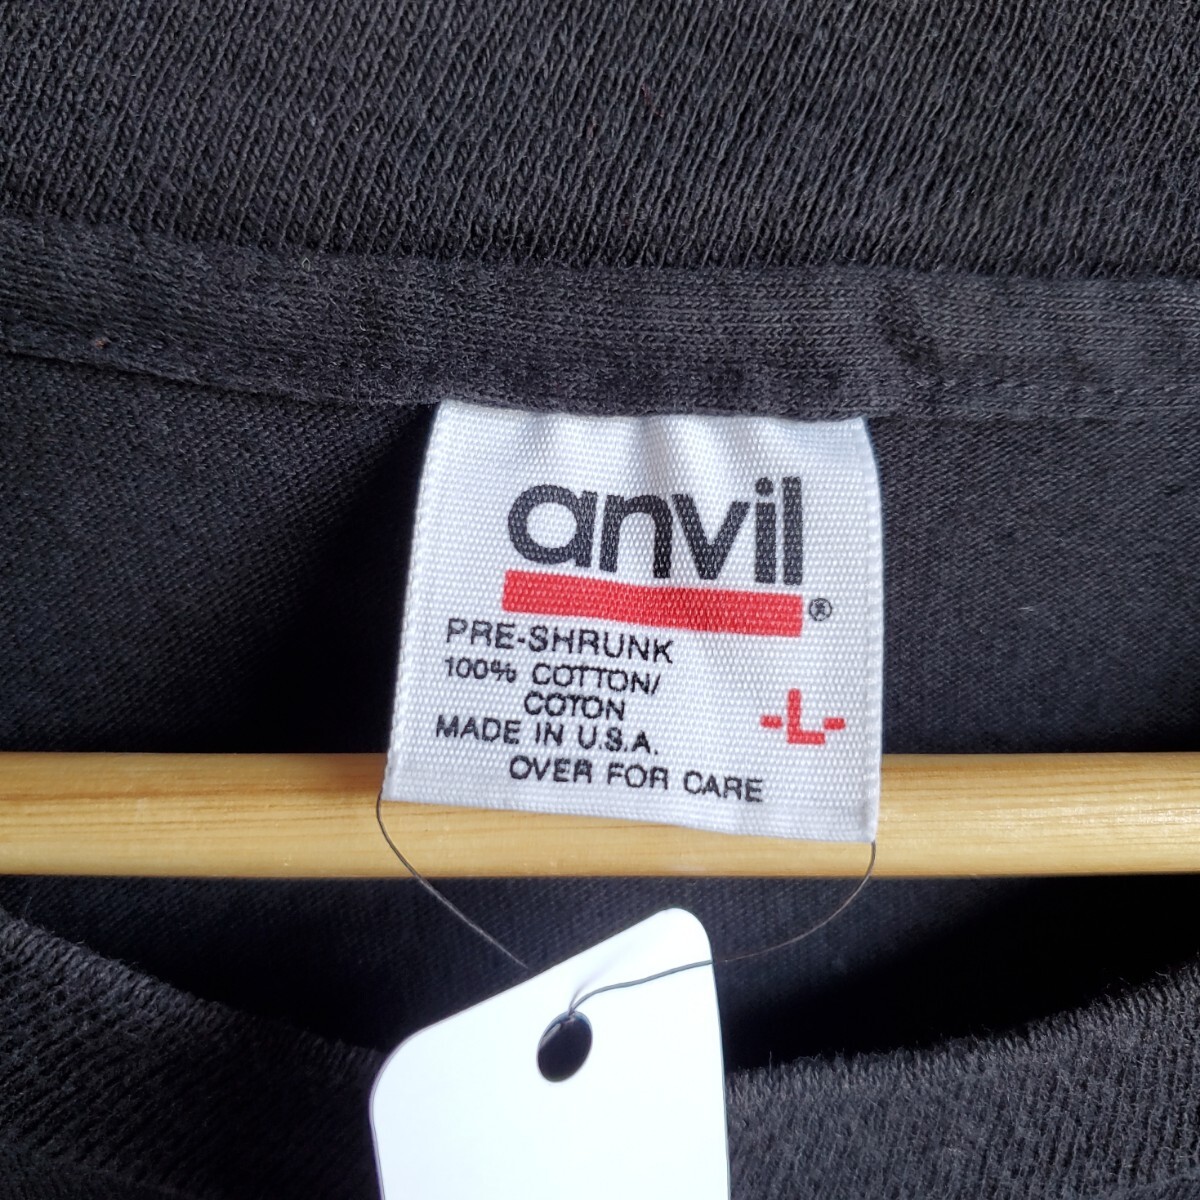 anvil®
PRE-SHRUNK
100% COTTON/
COTON
MADE IN U.S.A.
-L-
OVER FOR CARE